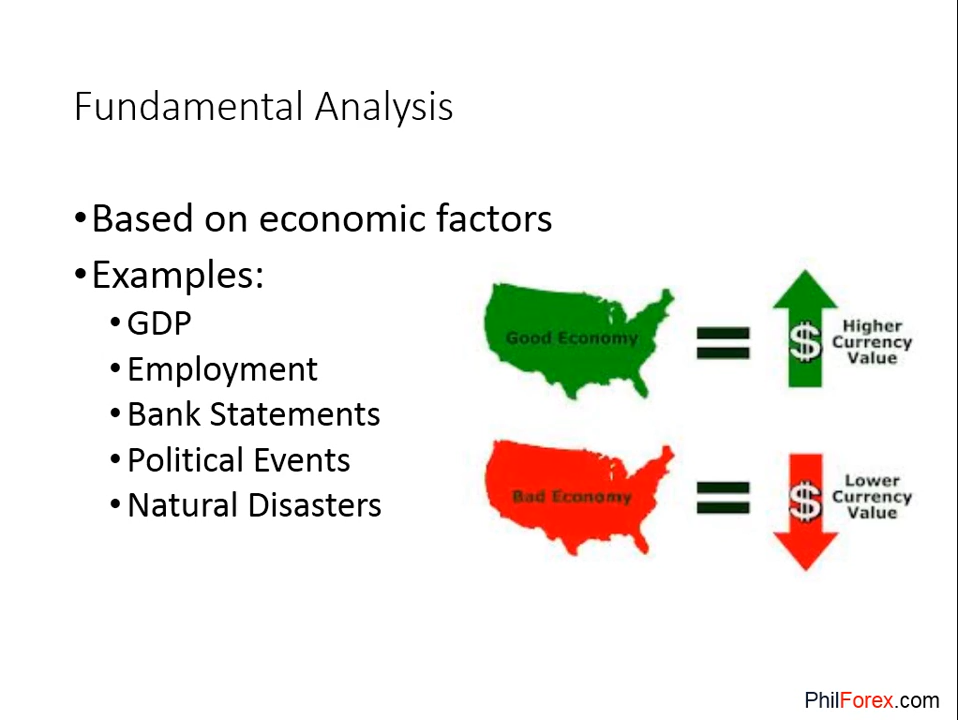 Fundamental Analysis
•Based on economic factors
•Examples:
•GDP
•Employment
•Bank Statements
•Political Events
•Natural Disasters
Good Economy
=
$
Higher
Currency
Value
Bad Economy
=
$
Lower
Currency
Value
PhilForex.com